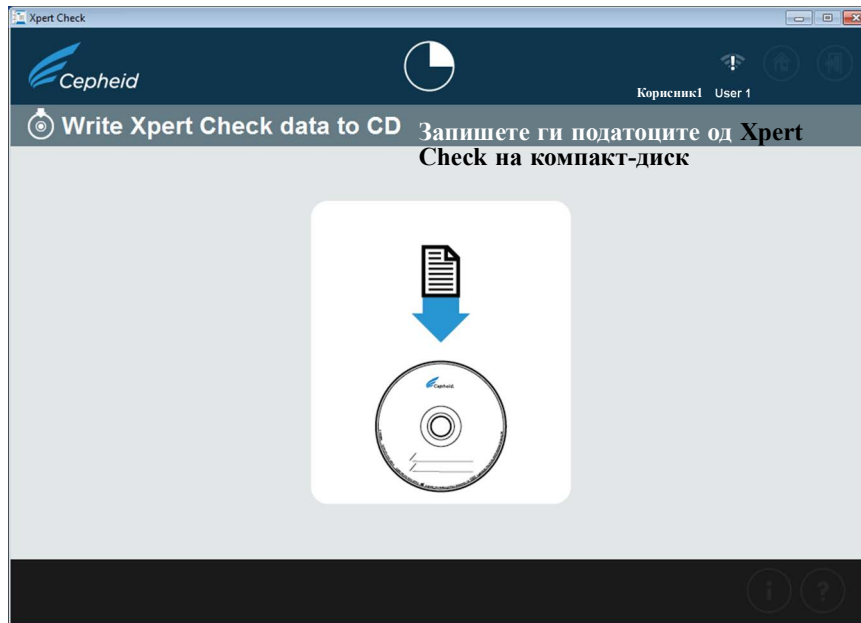 Xpert Check
Cepheid
Корисник1 User 1
Write Xpert Check data to CD
Запишете ги податоците од Xpert
Check на компакт-диск
Cepheid
i ?